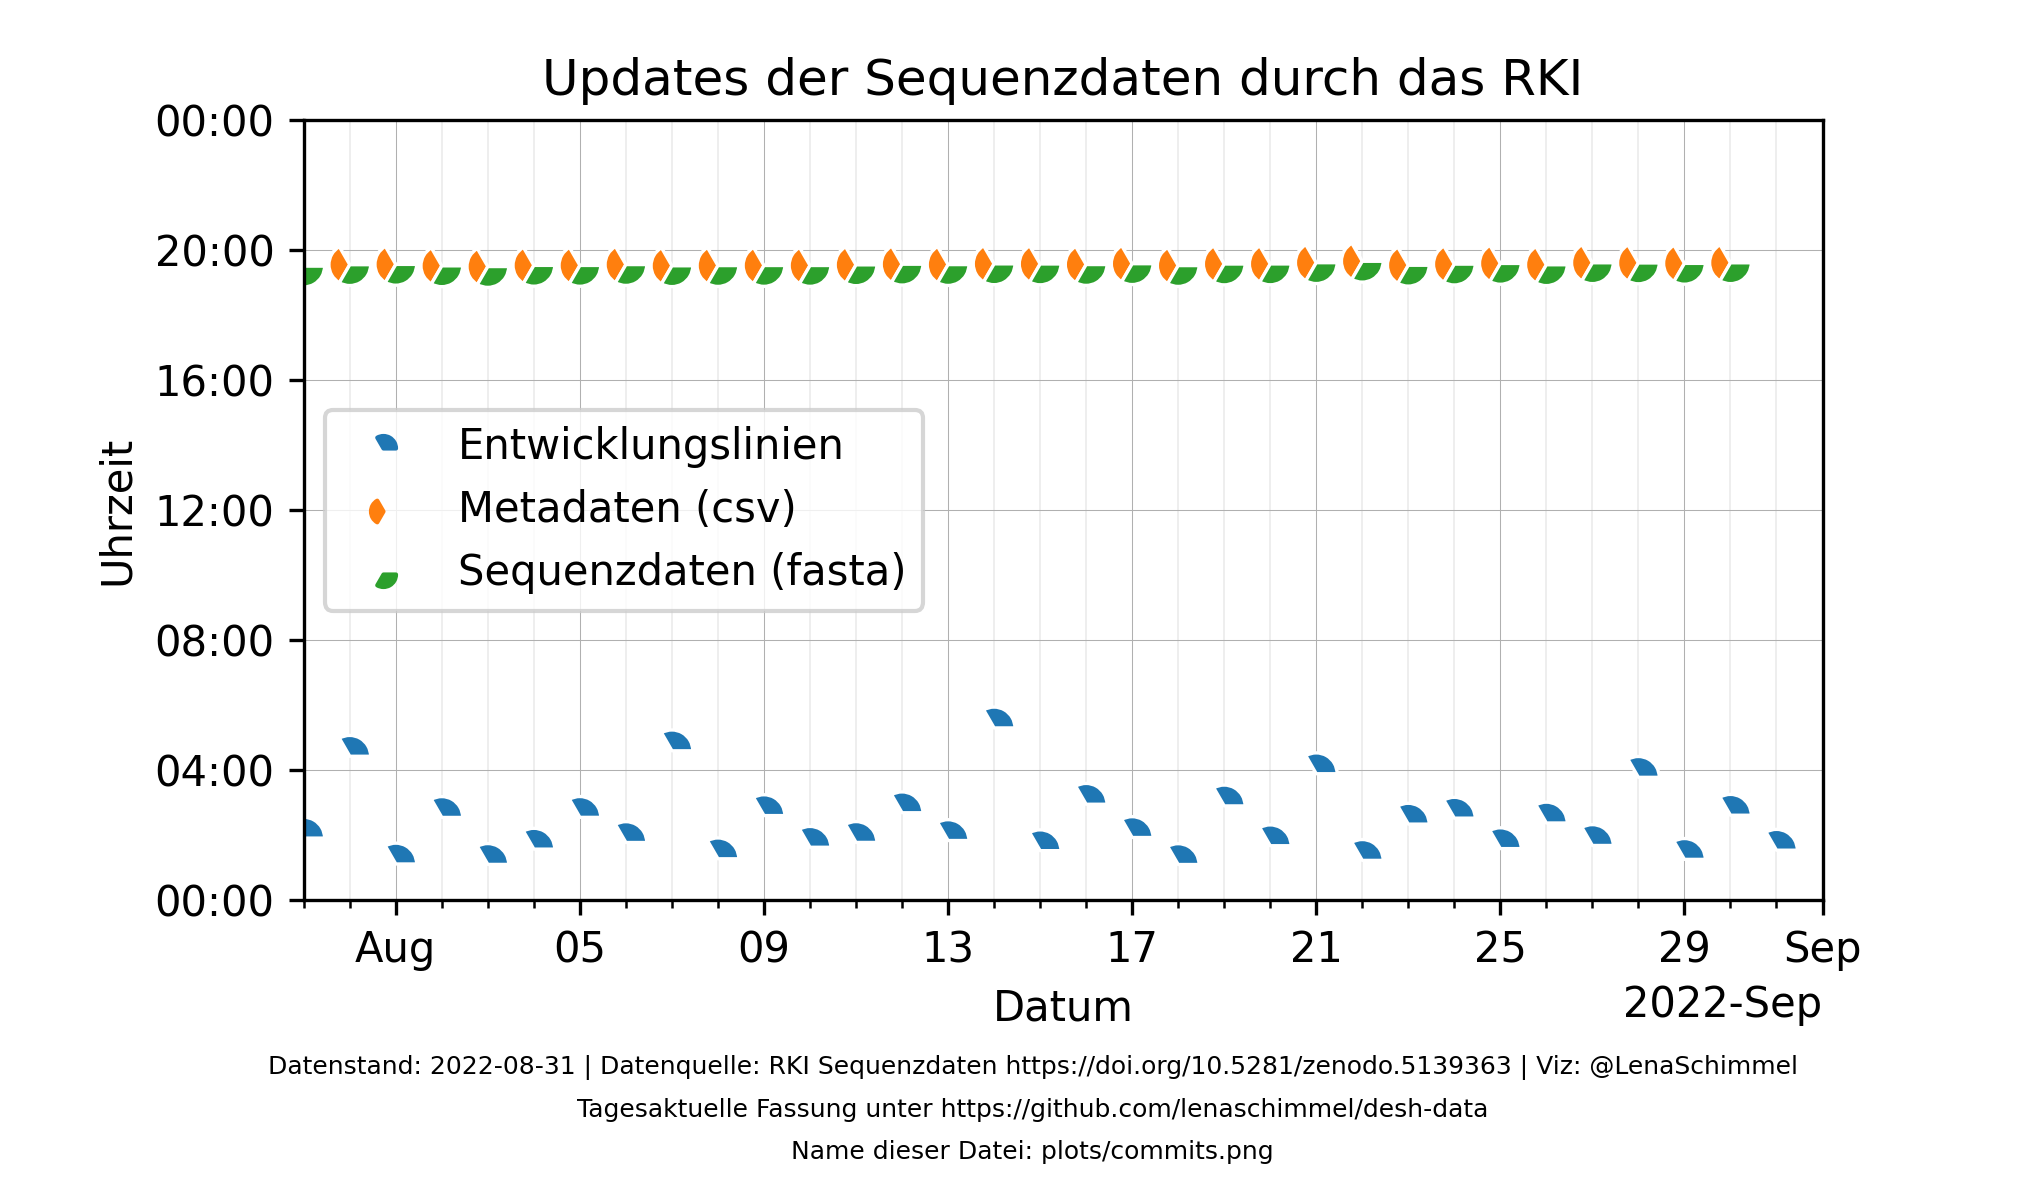 Updates der Sequenzdaten durch das RKI
00:00
20:00
16:00
12:00
08:00
04:00
00:00
Uhrzeit
Entwicklungslinien
Metadaten (csv)
Sequenzdaten (fasta)
Aug 05 09 13 17 21 25 29 Sep
Datum
2022-Sep
Datenstand: 2022-08-31 | Datenquelle: RKI Sequenzdaten https://doi.org/10.5281/zenodo.5139363 | Viz: @LenaSchimmel
Tagesaktuelle Fassung unter https://github.com/lenaschimmel/desh-data
Name dieser Datei: plots/commits.png